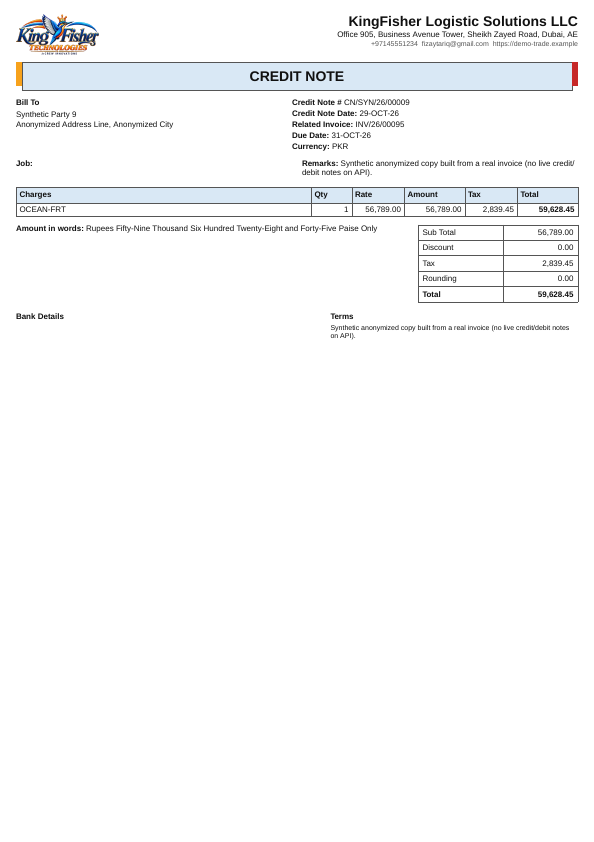 King Fisher
TECHNOLOGIES
KingFisher Logistic Solutions LLC
Office 905, Business Avenue Tower, Sheikh Zayed Road, Dubai, AE
+97145551234 fizaytariq@gmail.com https://demo-trade.example
CREDIT NOTE
Bill To
Synthetic Party 9
Anonymized Address Line, Anonymized City
Credit Note # CN/SYN/26/00009
Credit Note Date: 29-OCT-26
Related Invoice: INV/26/00095
Due Date: 31-OCT-26
Currency: PKR
Job:
Remarks: Synthetic anonymized copy built from a real invoice (no live credit/
debit notes on API).
Charges Qty Rate Amount Tax Total
OCEAN-FRT 1 56,789.00 56,789.00 2,839.45 59,628.45
Amount in words: Rupees Fifty-Nine Thousand Six Hundred Twenty-Eight and Forty-Five Paise Only
Sub Total 56,789.00
Discount 0.00
Tax 2,839.45
Rounding 0.00
Total 59,628.45
Bank Details
Terms
Synthetic anonymized copy built from a real invoice (no live credit/debit notes
on API).